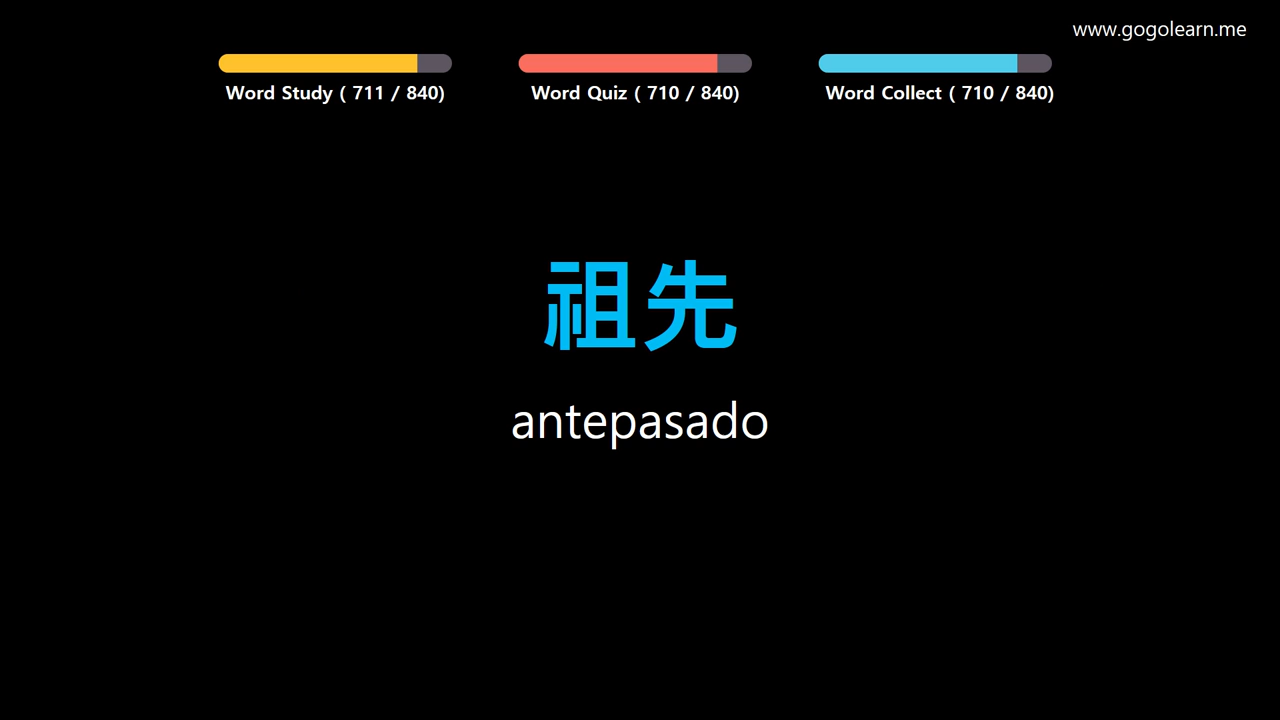 www.gogolearn.me
Word Study ( 711 / 840)
Word Quiz ( 710 / 840)
Word Collect ( 710 / 840)
祖先
antepasado